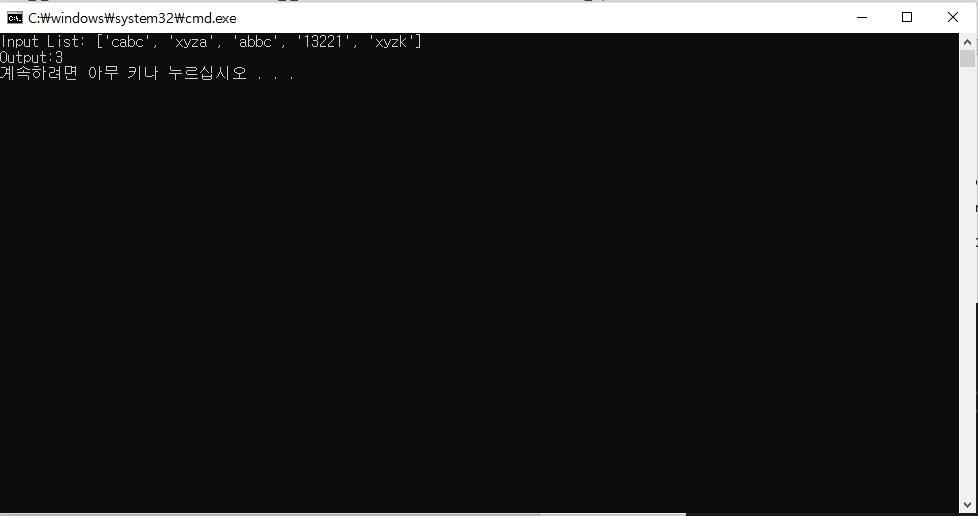 C:₩windows₩system32₩cmd.exe
Input List: ['cabc', 'xyza', 'abbc', '13221', 'xyzk']
Output:3
계속하려면 아무 키나 누르십시오 . . .